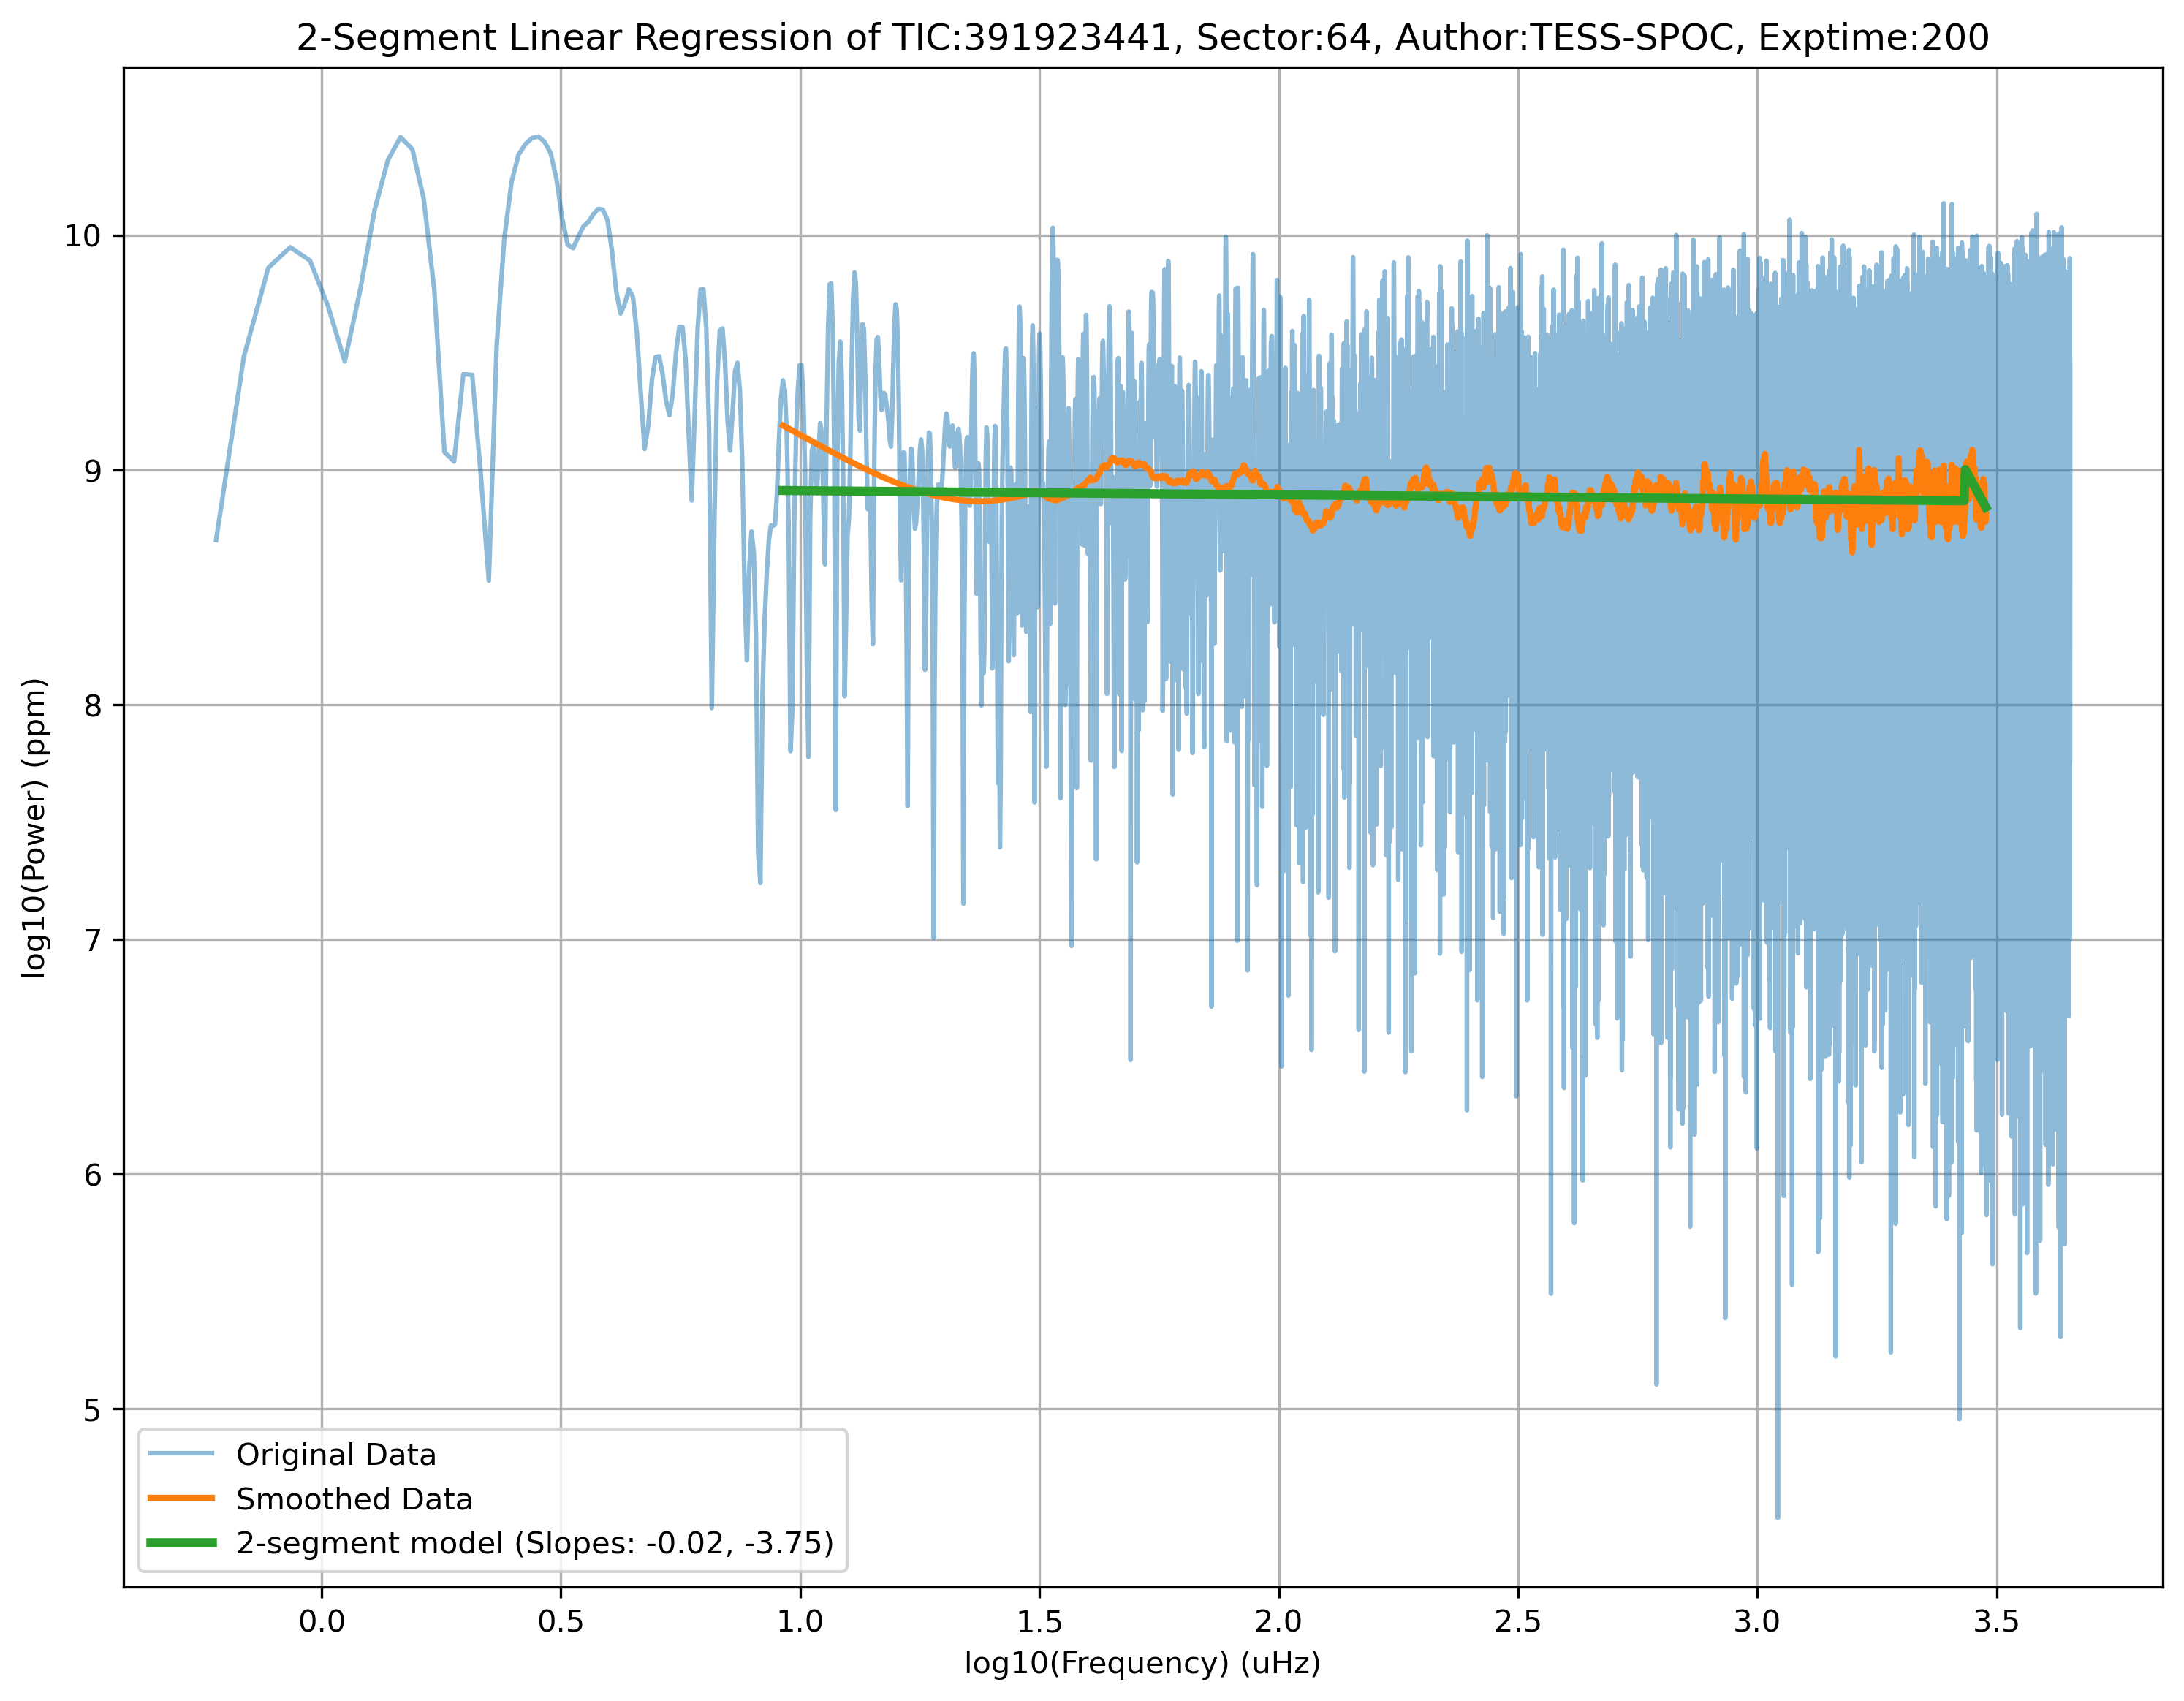 2-Segment Linear Regression of TIC:391923441, Sector:64, Author:TESS-SPOC, Exptime:200
log10(Power) (ppm)
10
9
8
7
6
5
Original Data
Smoothed Data
2-segment model (Slopes: -0.02, -3.75)
0.0 0.5 1.0 1.5 2.0 2.5 3.0 3.5
log10(Frequency) (uHz)